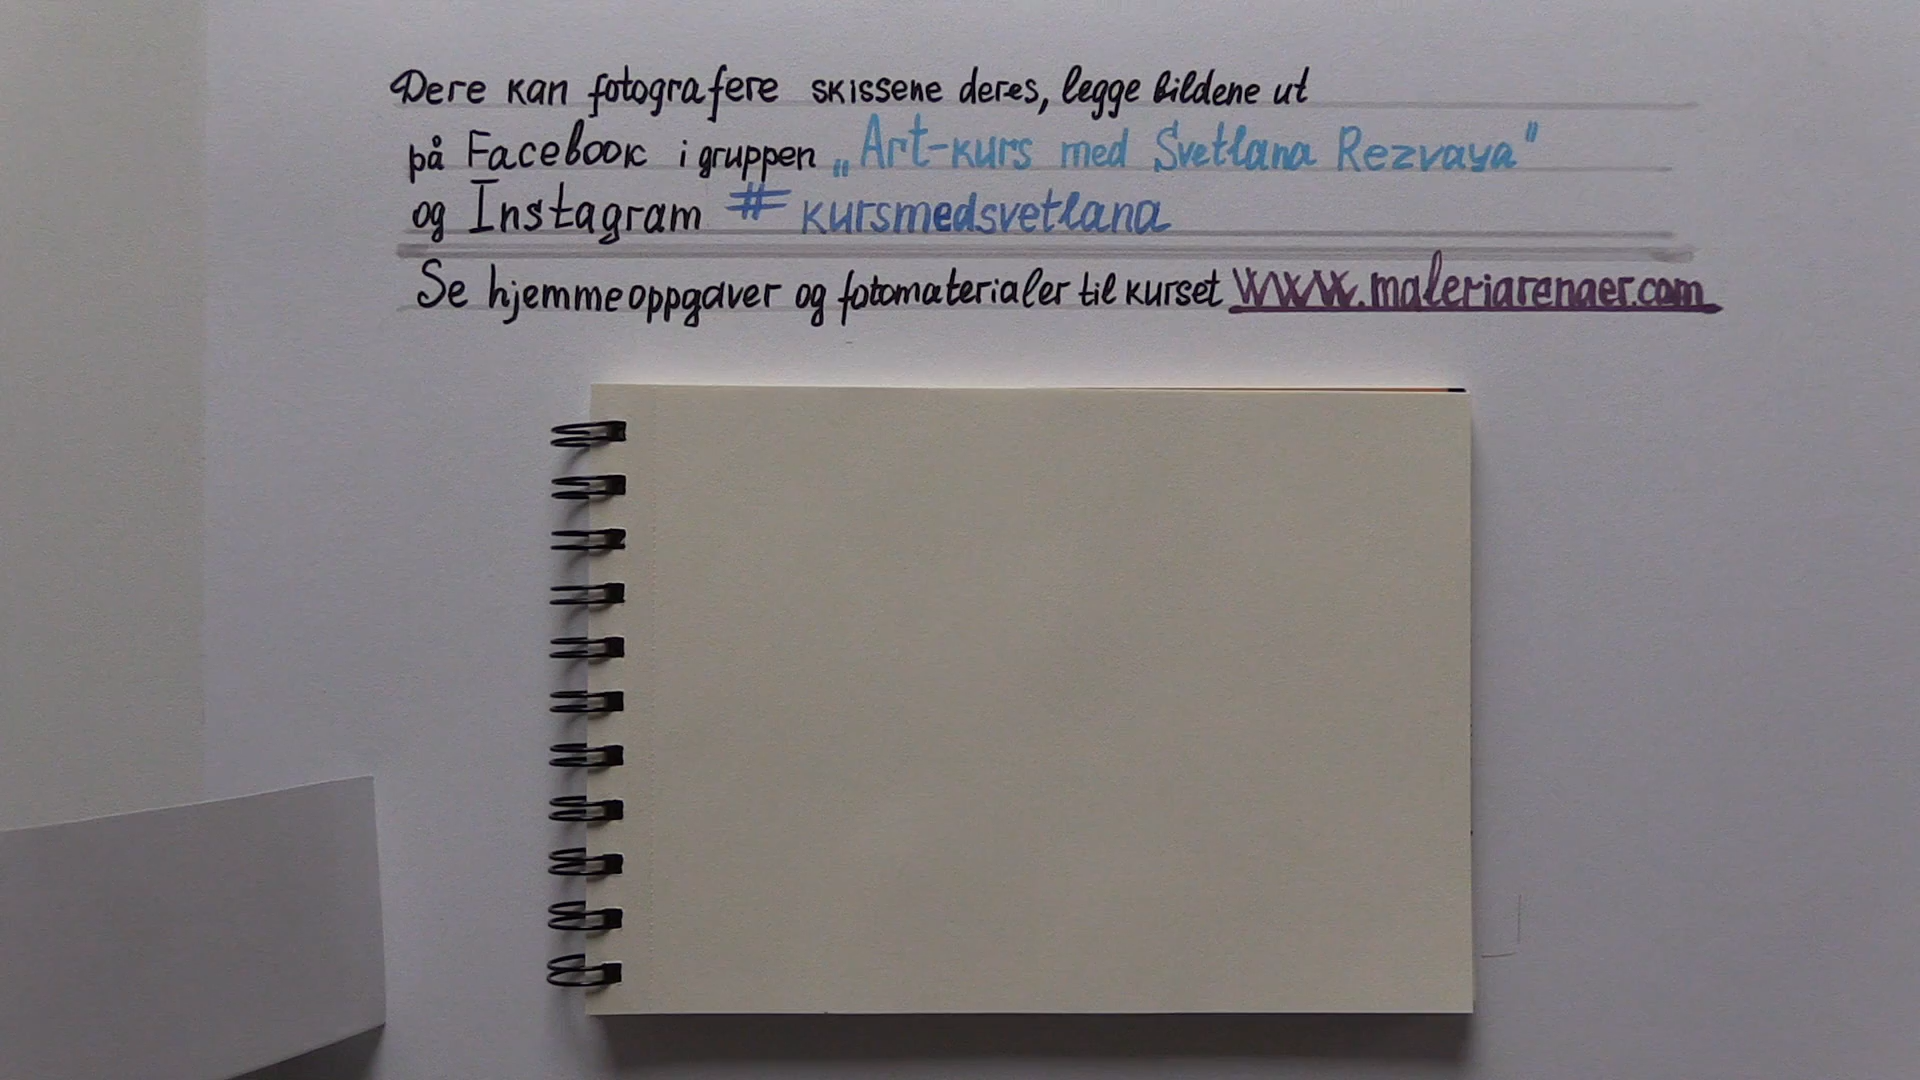 Dere kan fotografere skissene deres, legge bildene ut
på Facebook i gruppen „Art-kurs med Svetlana Rezvaya"
og Instagram # kursmedsvetlana
Se hjemmeoppgaver og fotomaterialer til kurset www.maleriarenaer.com